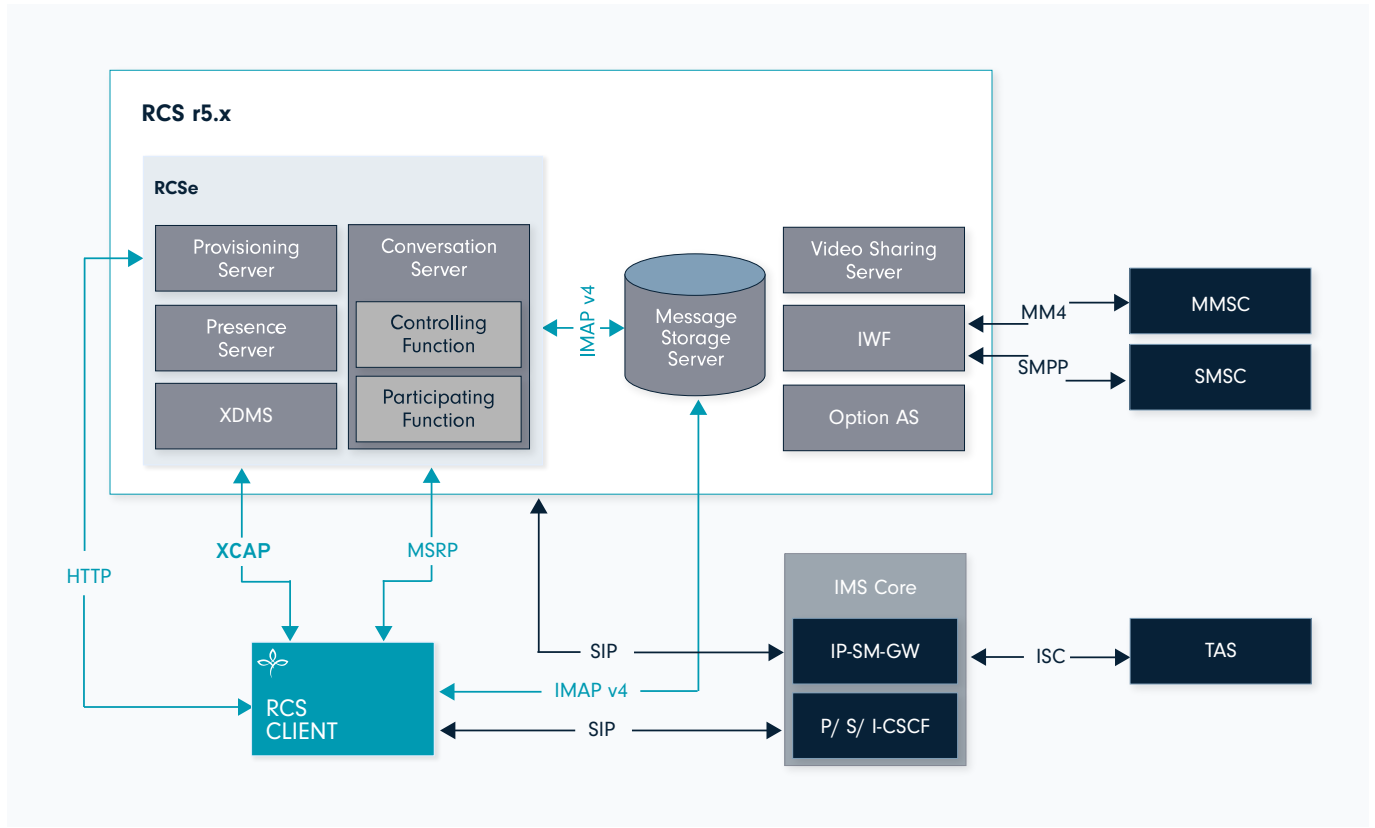 RCS r5.x
RCSe
Provisioning
Server
Conversation
Server
Presence
Server
Controlling
Function
XDMS
Participating
Function
IMAP v4
Message
Storage
Server
Video Sharing
Server
IWF
Option AS
MM4
SMPP
MMSC
SMSC
HTTP
XCAP
MSRP
RCS
CLIENT
SIP
IMAP v4
SIP
IMS Core
IP-SM-GW
P/ S/ I-CSCF
ISC
TAS